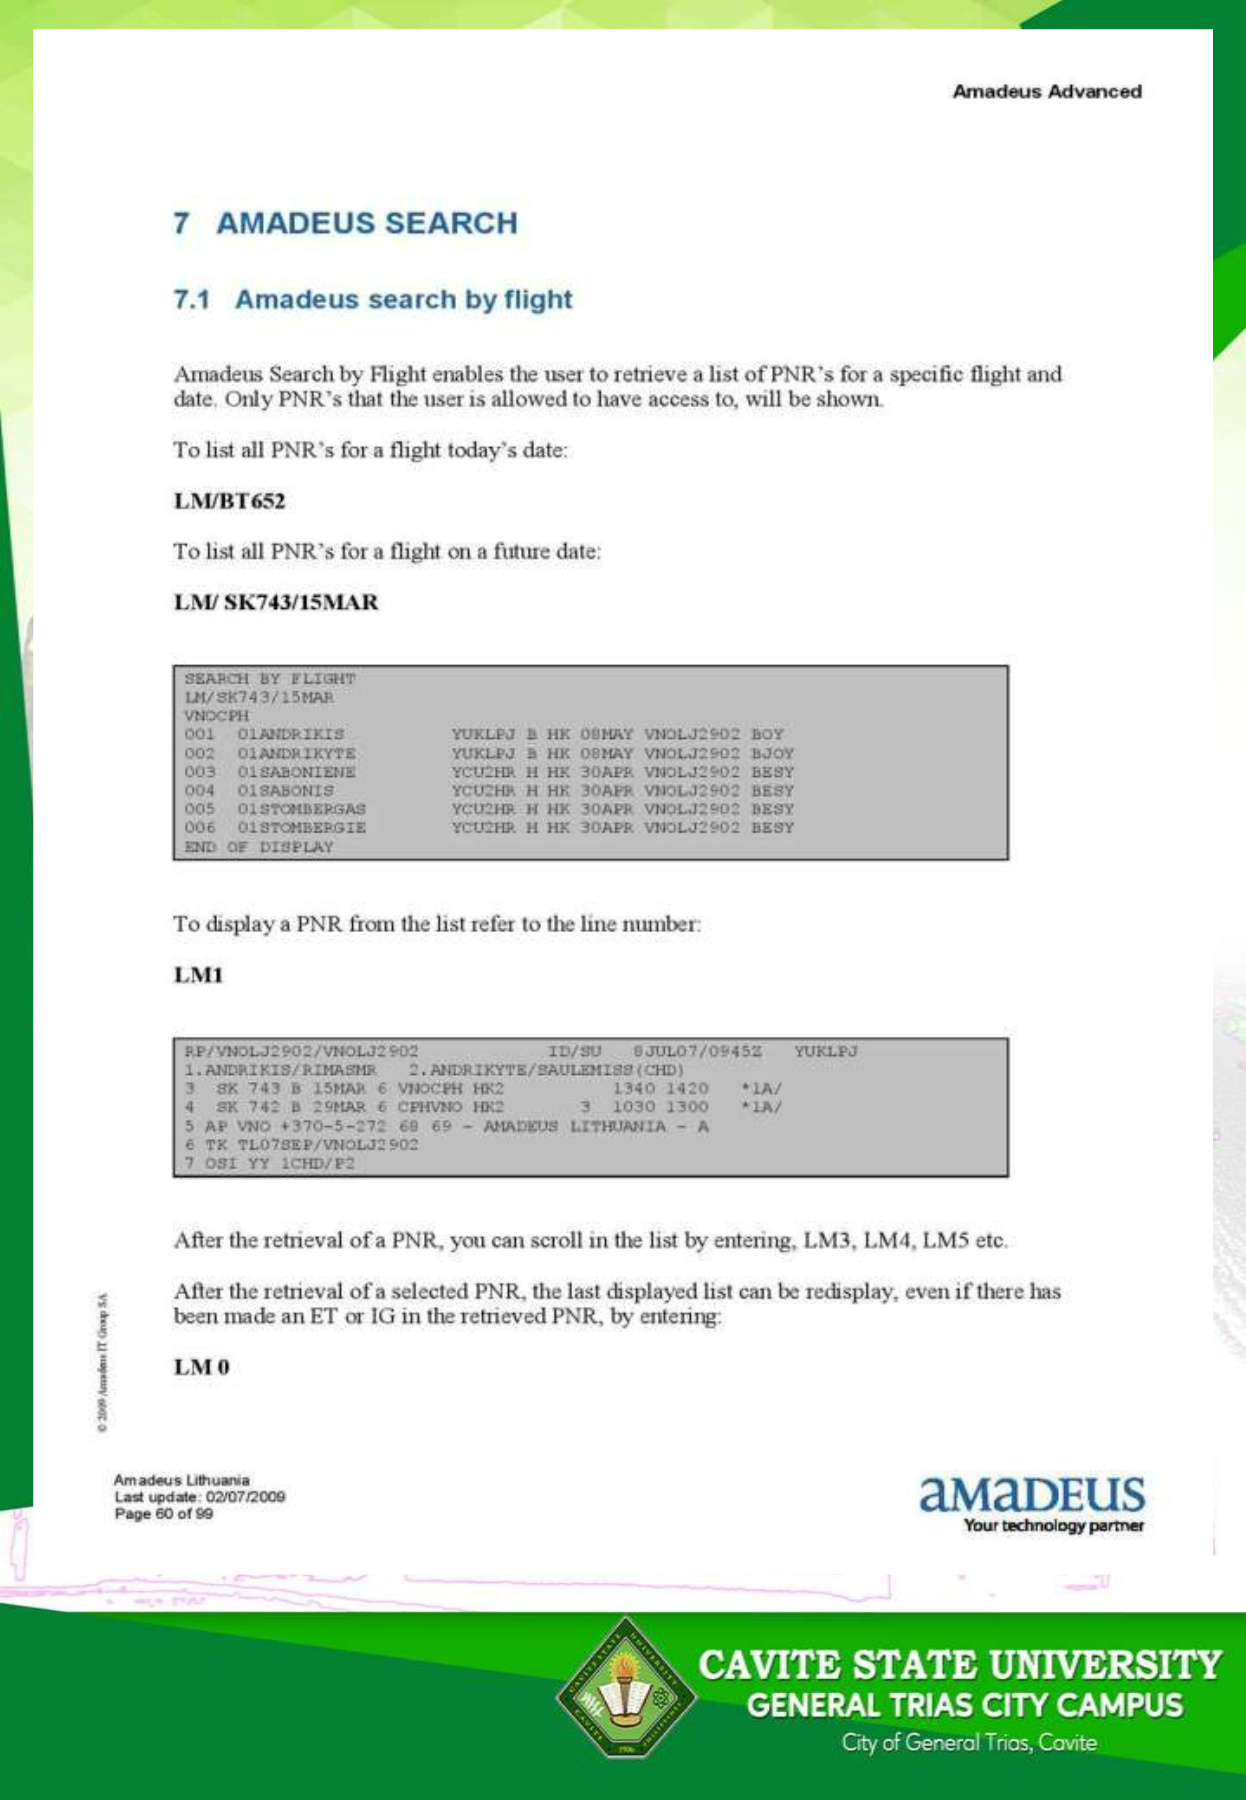 Amadeus Advanced
7 AMADEUS SEARCH
7.1 Amadeus search by flight
Amadeus Search by Flight enables the user to retrieve a list of PNR's for a specific flight and
date. Only PNR's that the user is allowed to have access to, will be shown.
To list all PNR's for a flight today's date:
LM/BT652
To list all PNR's for a flight on a future date:
LM/ SK743/15MAR
SEARCH BY FLIGHT
LM/SK743/15MAR
VNOCPH
001 01ANDRIKIS YUKLPJ B HK 08MAY VNOLJ2902 BOY
002 01ANDRIKYTE YUKLPJ B HK 08MAY VNOLJ2902 BJOY
003 01SABONIENE YCU2HR H HK 30APR VNOLJ2902 BESY
004 01SABONIS YCU2HR H HK 30APR VNOLJ2902 BESY
005 01STOMBERGAS YCU2HR H HK 30APR VNOLJ2902 BESY
006 01STOMBERGIE YCU2HR H HK 30APR VNOLJ2902 BESY
END OF DISPLAY
To display a PNR from the list refer to the line number:
LM1
RP/VNOLJ2902/VNOLJ2902 ID/SU 8JUL07/0945Z YUKLPJ
1.ANDRIKIS/RIMASMR 2.ANDRIKYTE/SAULEMISS(CHD)
3 SK 743 B 15MAR 6 VNOCPH HK2 1340 1420 *1A/
4 SK 742 B 29MAR 6 CPHVNO HK2 3 1030 1300 *1A/
5 AP VNO +370-5-272 68 69 - AMADEUS LITHUANIA - A
6 TK TL07SEP/VNOLJ2902
7 OSI YY 1CHD/P2
After the retrieval of a PNR, you can scroll in the list by entering, LM3, LM4, LM5 etc.
After the retrieval of a selected PNR, the last displayed list can be redisplay, even if there has
been made an ET or IG in the retrieved PNR, by entering:
LM 0
© 2009 Amadeus IT Group SA
Amadeus Lithuania
Last update: 02/07/2009
Page 60 of 99
aMaDEUS
Your technology partner
CAVITE STATE UNIVERSITY
GENERAL TRIAS CITY CAMPUS
City of General Trias, Cavite